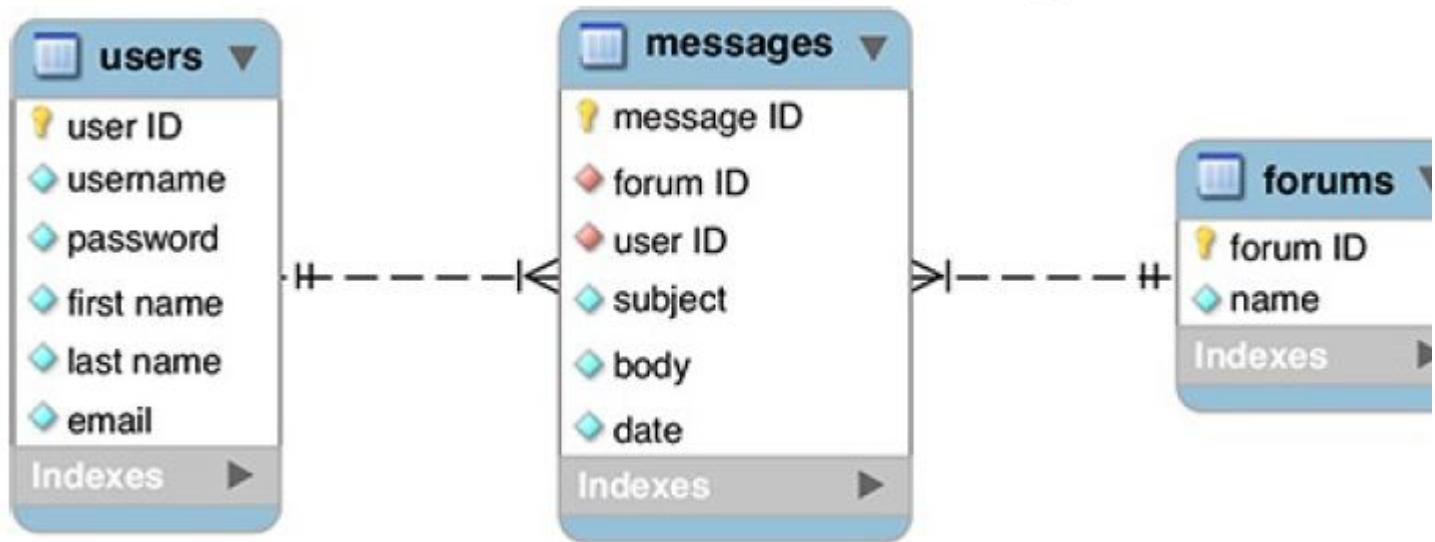 users
user ID
username
password
first name
last name
email
Indexes
messages
message ID
forum ID
user ID
subject
body
date
Indexes
forums
forum ID
name
Indexes